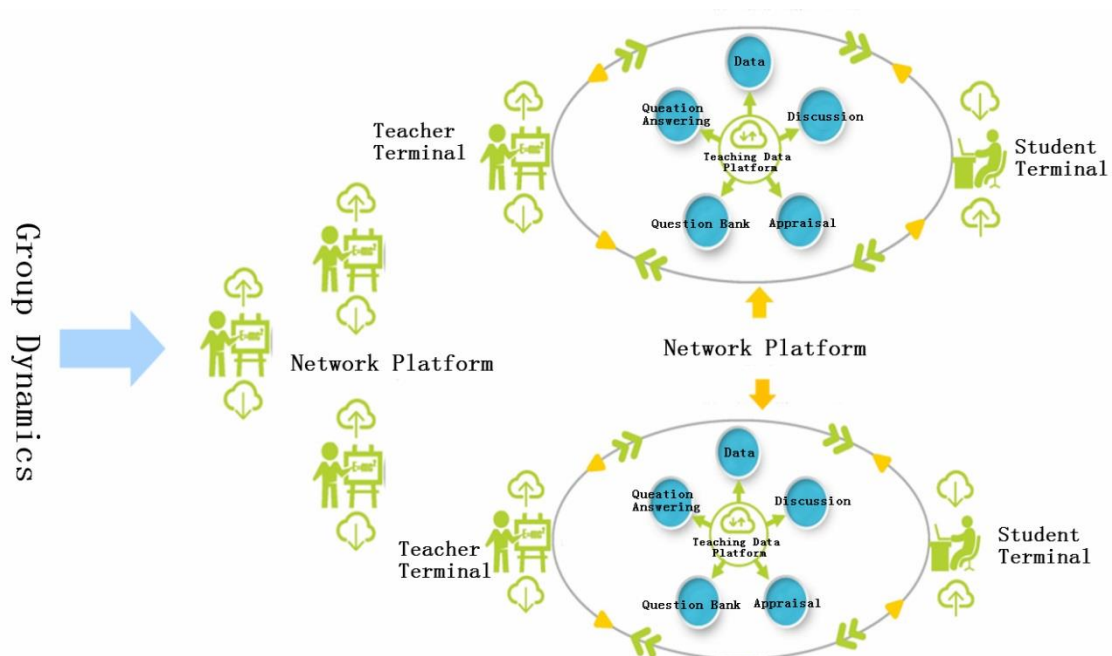 Group Dynamics
Network Platform
Teacher
Terminal
Data
Queation
Answering
Discussion
Teaching Data
Platform
Question Bank
Appraisal
Student
Terminal
Network Platform
Teacher
Terminal
Data
Queation
Answering
Discussion
Teaching Data
Platform
Question Bank
Appraisal
Student
Terminal